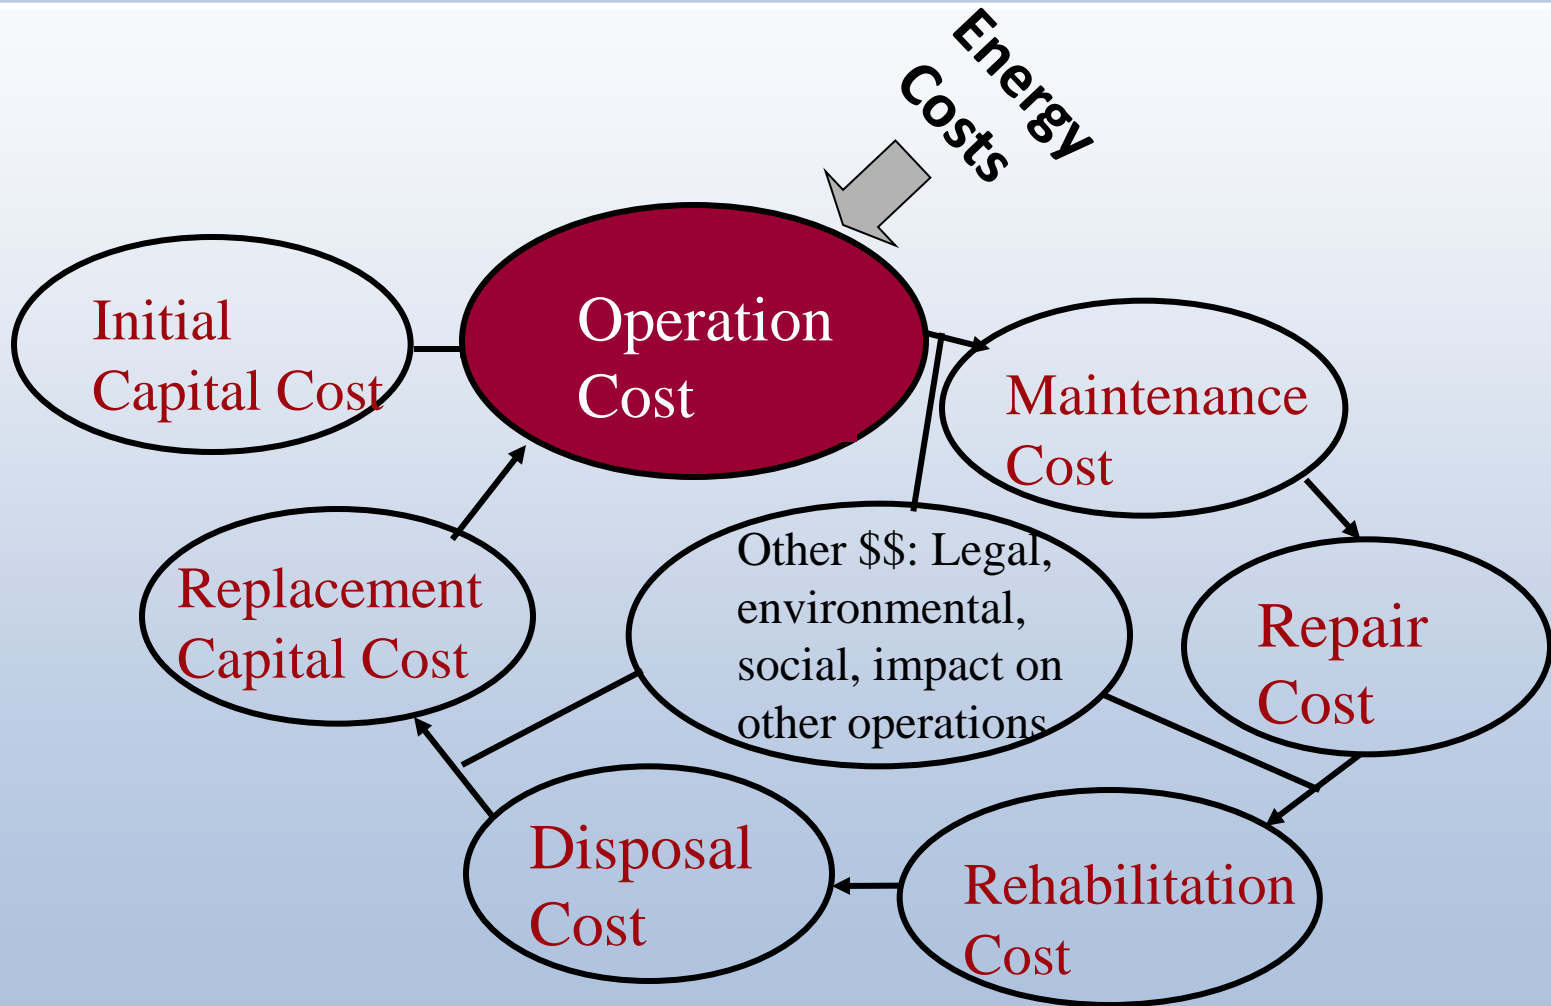 Energy
Costs
Initial
Capital Cost
Operation
Cost
Maintenance
Cost
Other $$: Legal,
environmental,
social, impact on
other operations
Replacement
Capital Cost
Repair
Cost
Disposal
Cost
Rehabilitation
Cost